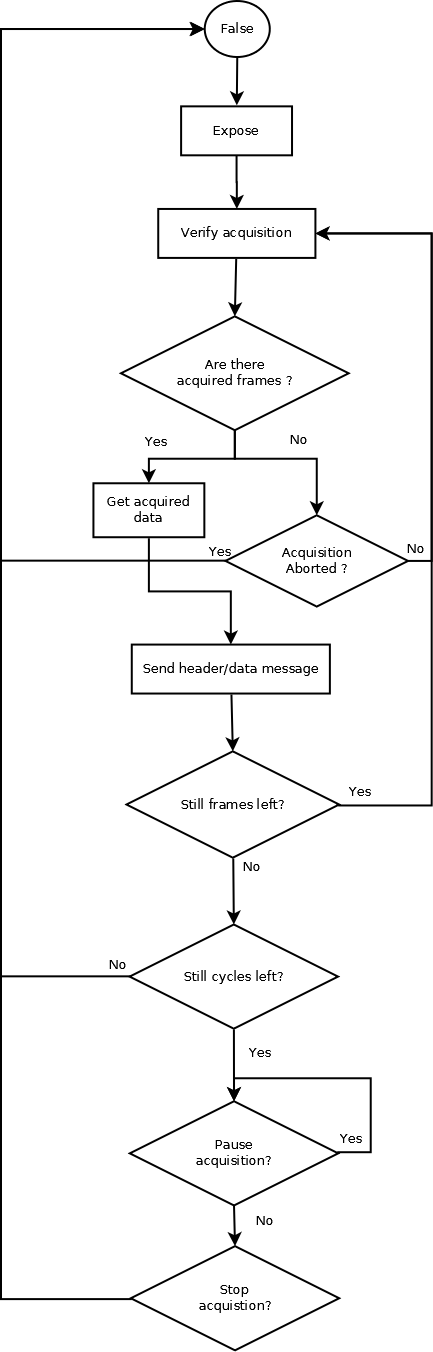 False
Expose
Verify acquisition
Are there
acquired frames ?
Yes
No
Get acquired
data
Yes
Acquisition
Aborted ?
No
Send header/data message
Still frames left?
Yes
No
No
Still cycles left?
Yes
Pause
acquisition?
Yes
No
Stop
acquistion?